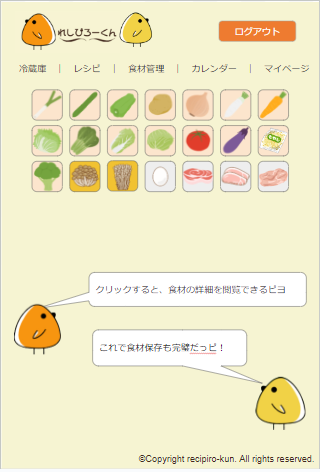 れしぴろーくん
ログアウト
冷蔵庫 | レシピ | 食材管理 | カレンダー | マイページ
クリックすると、食材の詳細を閲覧できるピヨ
これで食材保存も完璧だっピ！
©Copyright recipiro-kun. All rights reserved.